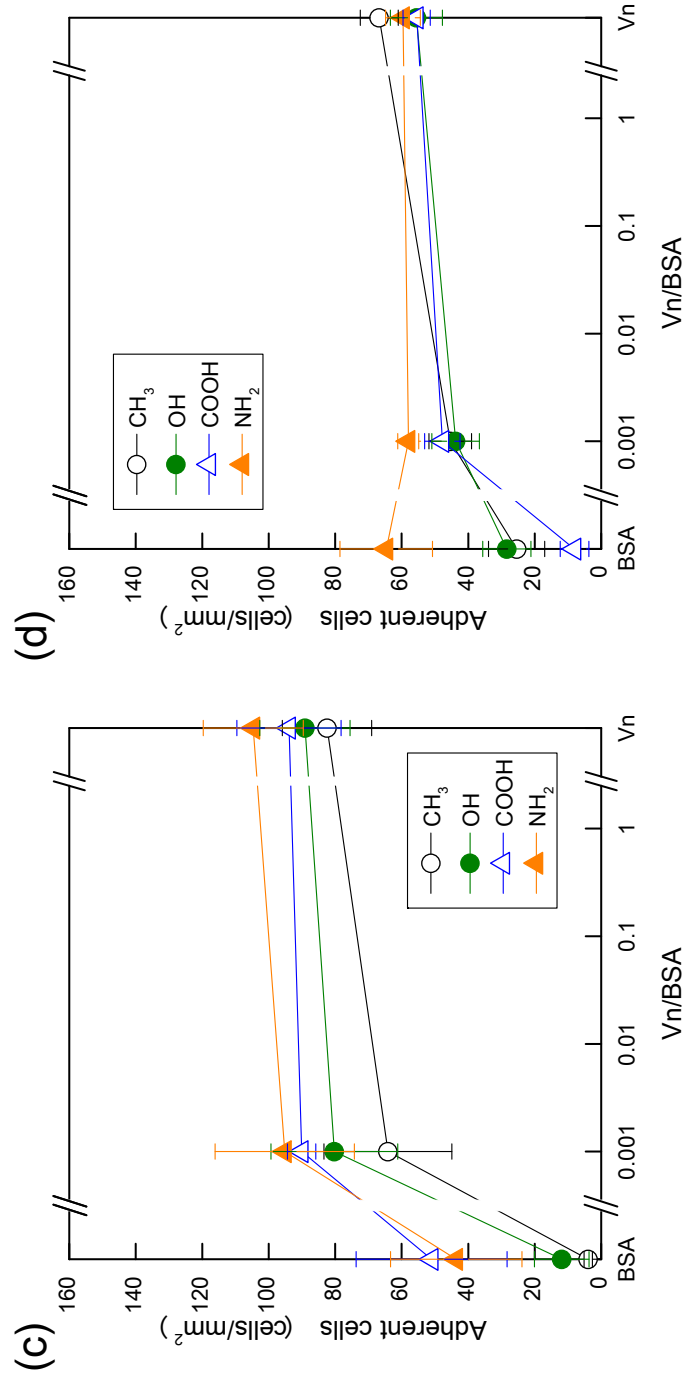 (c)
Adherent cells (cells/mm²)
160
140
120
100
80
60
40
20
0
BSA
0.001
0.01
0.1
1
Vn
Vn/BSA
CH₃
OH
COOH
NH₂
(d)
Adherent cells (cells/mm²)
160
140
120
100
80
60
40
20
0
BSA
0.001
0.01
0.1
1
Vn
Vn/BSA
CH₃
OH
COOH
NH₂